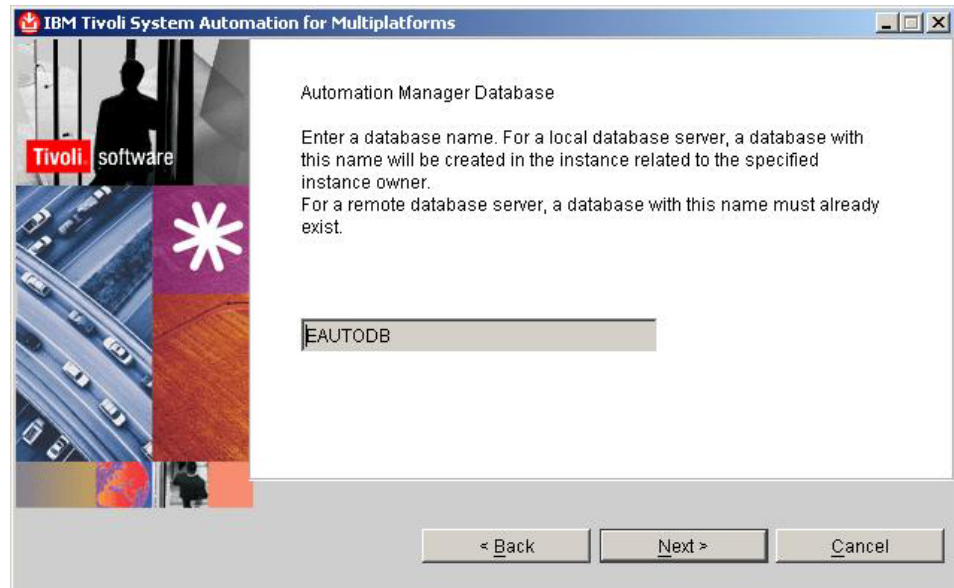 IBM Tivoli System Automation for Multiplatforms
Tivoli software
Automation Manager Database
Enter a database name. For a local database server, a database with
this name will be created in the instance related to the specified
instance owner.
For a remote database server, a database with this name must already
exist.
EAUTODB
< Back
Next >
Cancel